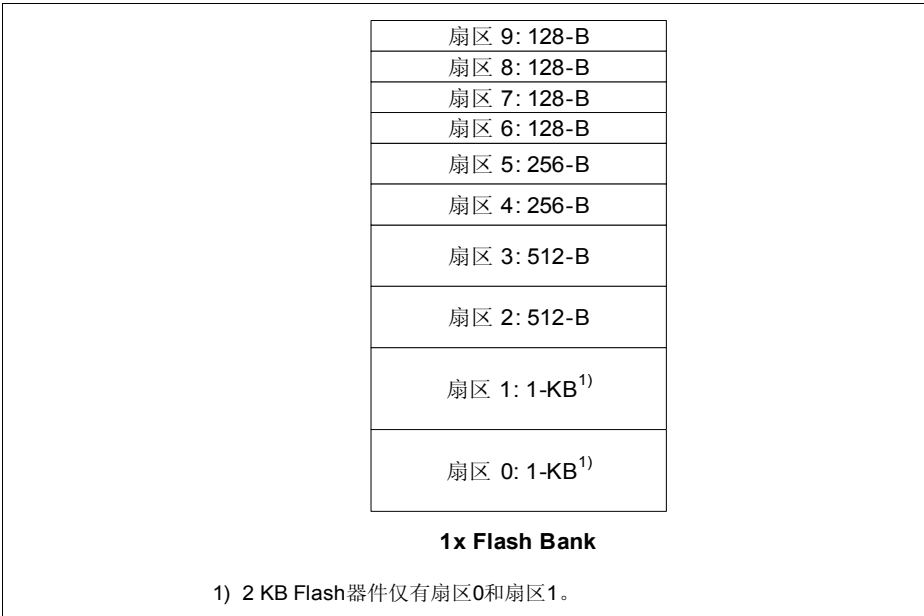 扇区 9: 128-B
扇区 8: 128-B
扇区 7: 128-B
扇区 6: 128-B
扇区 5: 256-B
扇区 4: 256-B
扇区 3: 512-B
扇区 2: 512-B
扇区 1: 1-KB1)
扇区 0: 1-KB1)
1x Flash Bank
1) 2 KB Flash器件仅有扇区0和扇区1。